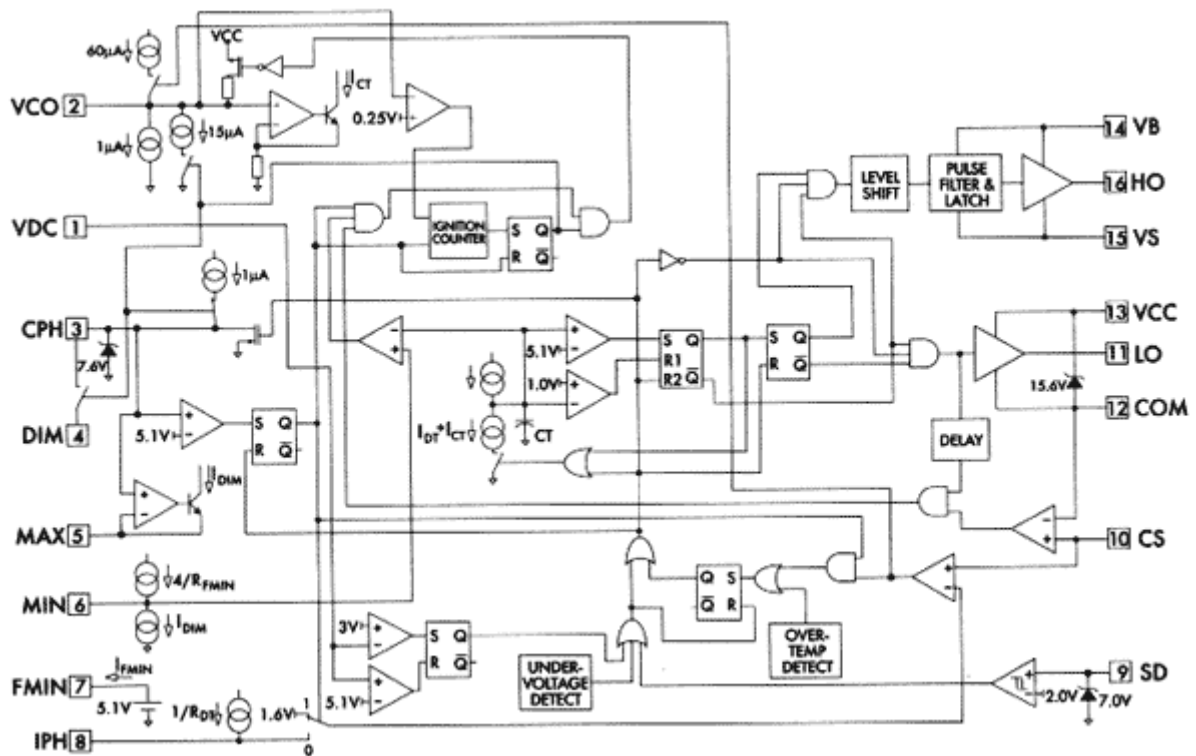 VCO 2
60µA
VCC
I_CT
1µA
15µA
0.25V
VDC 1
IGNITION COUNTER
S Q
R Q̅
LEVEL SHIFT
PULSE FILTER & LATCH
14 VB
16 HO
15 VS
1µA
CPH 3
7.6V
DIM 4
5.1V
S Q
R Q̅
I_DIM
MAX 5
5.1V
1.0V
I_DT+I_CT
CT
S Q
R1
R2 Q̅
S Q
R Q̅
13 VCC
11 LO
15.6V
12 COM
DELAY
10 CS
MIN 6
4/R_FMIN
I_DIM
I_FMIN
FMIN 7
5.1V
1/R_DT
IPH 8
1.6V
1
0
3V
5.1V
S Q
R Q̅
UNDER-VOLTAGE DETECT
Q S
Q̅ R
OVER-TEMP DETECT
2.0V
7.0V
9 SD